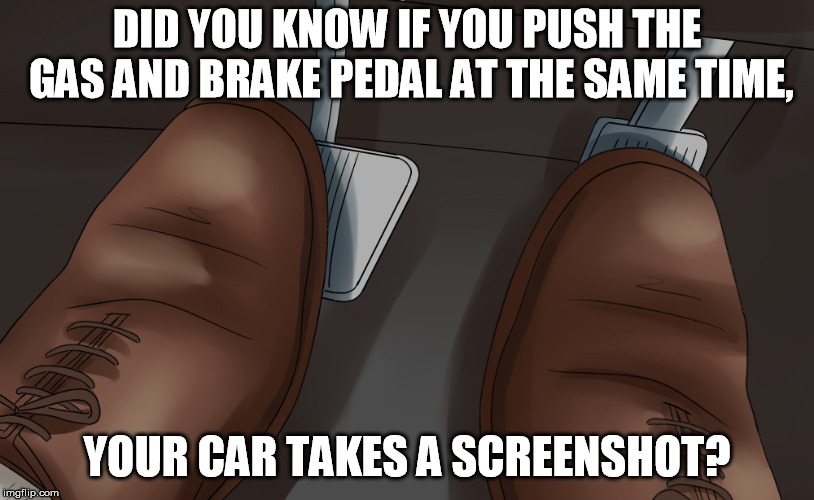 DID YOU KNOW IF YOU PUSH THE
GAS AND BRAKE PEDAL AT THE SAME TIME,
YOUR CAR TAKES A SCREENSHOT?
imgflip.com